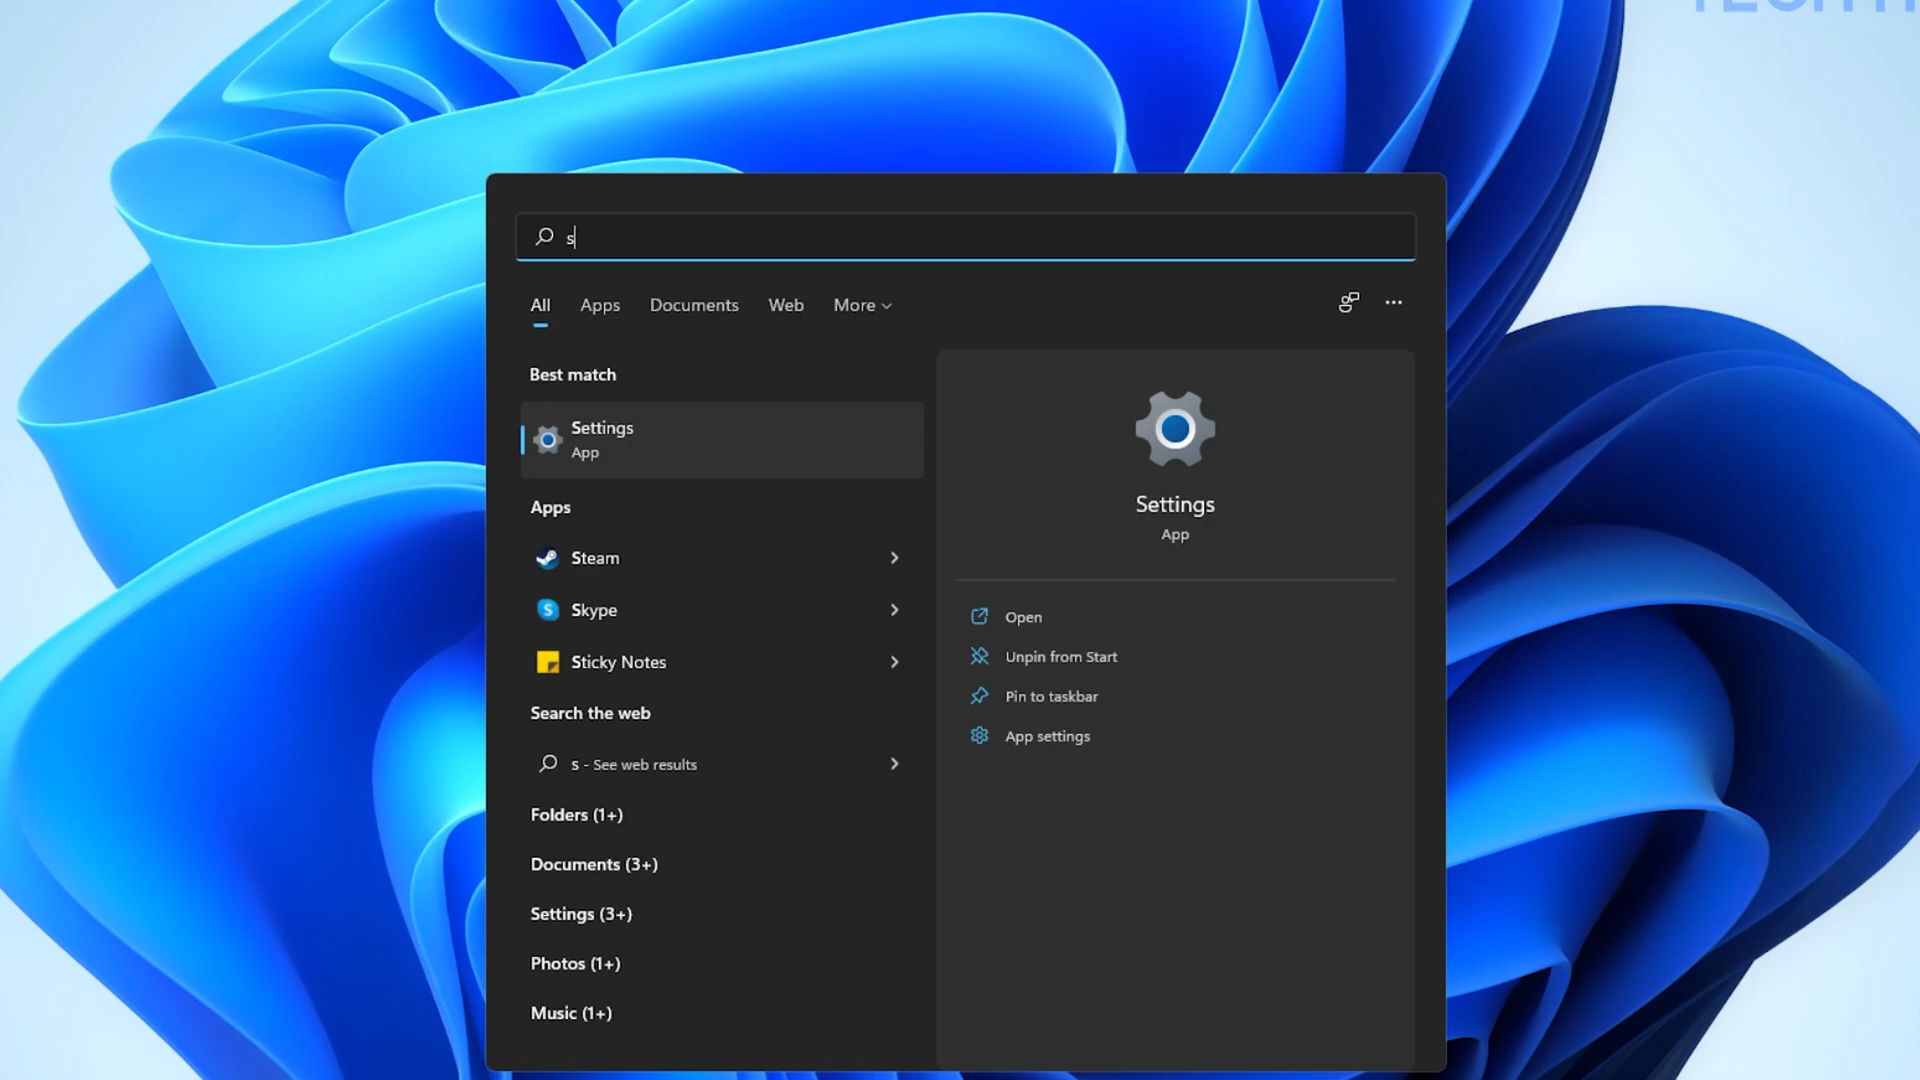 s
All Apps Documents Web More
Best match
Settings
App
Apps
Steam
Skype
Sticky Notes
Search the web
s - See web results
Folders (1+)
Documents (3+)
Settings (3+)
Photos (1+)
Music (1+)
Settings
App
Open
Unpin from Start
Pin to taskbar
App settings